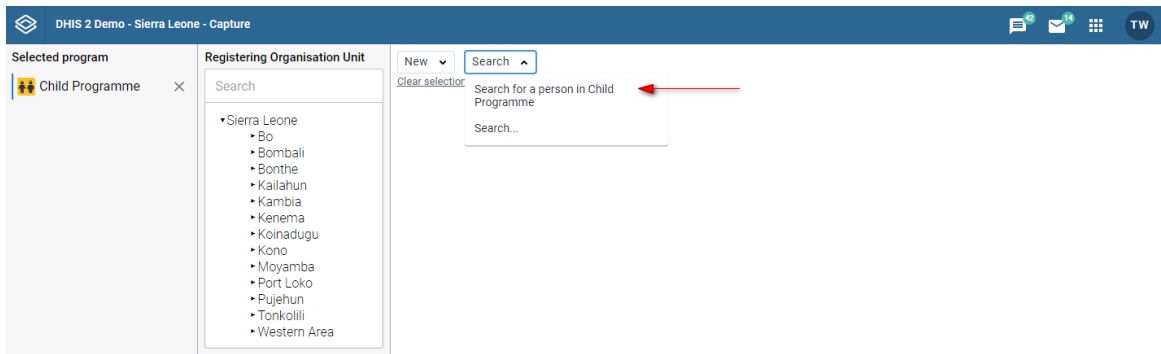 DHIS 2 Demo - Sierra Leone - Capture
42
14
TW
Selected program
Child Programme
Registering Organisation Unit
Search
Sierra Leone
Bo
Bombali
Bonthe
Kailahun
Kambia
Kenema
Koinadugu
Kono
Moyamba
Port Loko
Pujehun
Tonkolili
Western Area
New
Search
Clear selection
Search for a person in Child
Programme
Search...